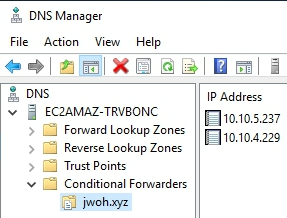 DNS Manager
File Action View Help
DNS
EC2AMAZ-TRVBONC
Forward Lookup Zones
Reverse Lookup Zones
Trust Points
Conditional Forwarders
jwoh.xyz
IP Address
10.10.5.237
10.10.4.229